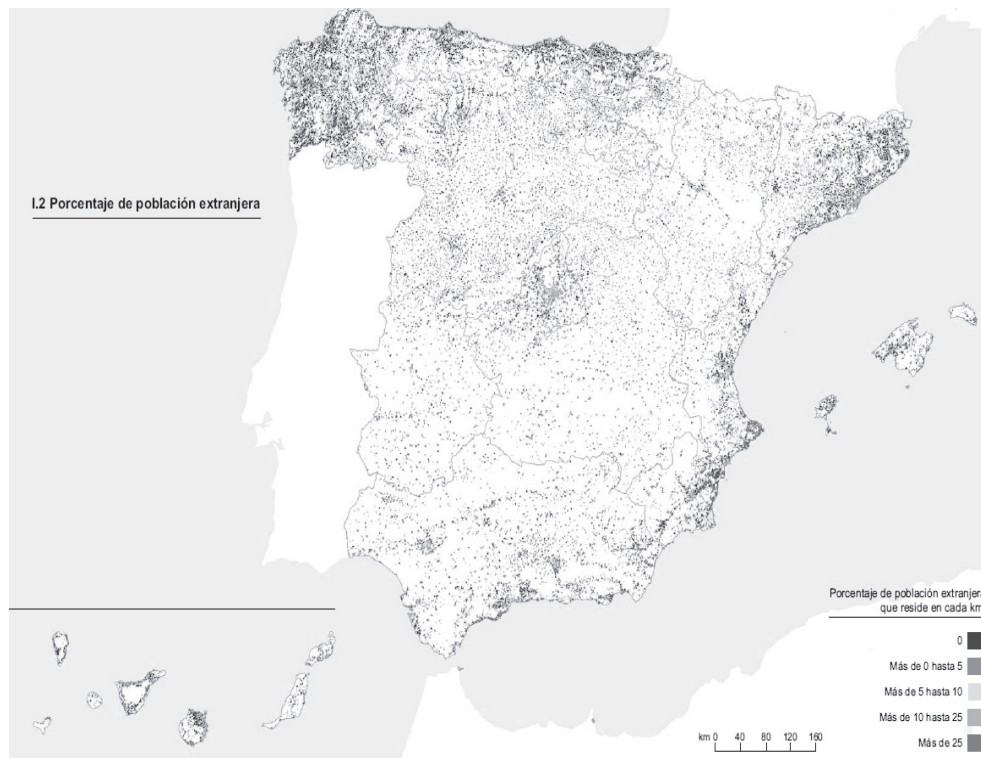 I.2 Porcentaje de población extranjera
Porcentaje de población extranjera
que reside en cada km
0
Más de 0 hasta 5
Más de 5 hasta 10
Más de 10 hasta 25
Más de 25
km 0 40 80 120 160